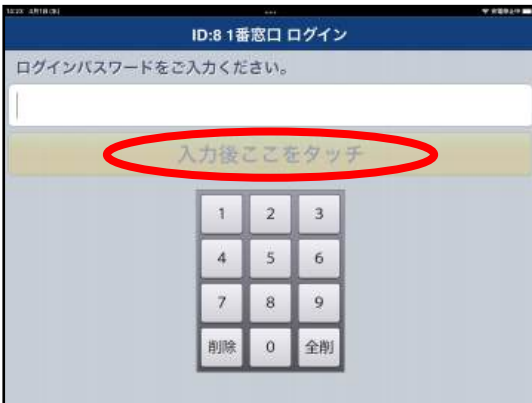 ID:8 1番窓口 ログイン
ログインパスワードをご入力ください。
入力後ここをタッチ
1 2 3
4 5 6
7 8 9
削除 0 全削